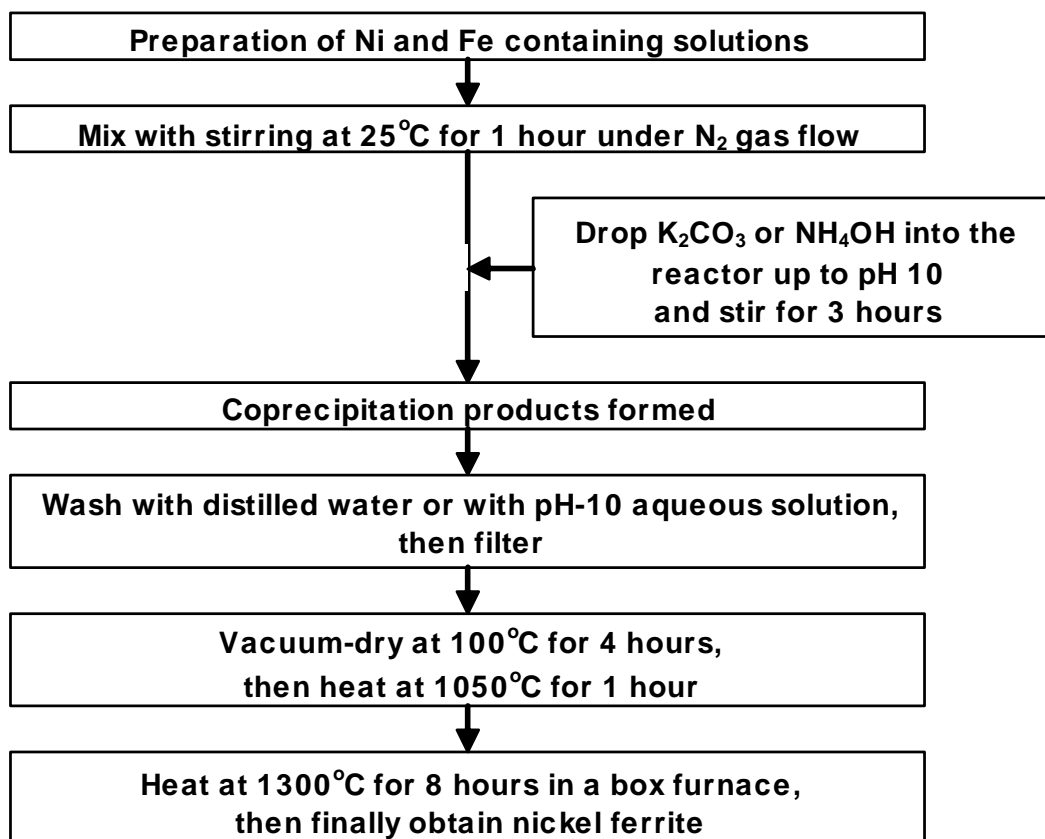 Preparation of Ni and Fe containing solutions
Mix with stirring at 25°C for 1 hour under N₂ gas flow
Drop K₂CO₃ or NH₄OH into the
reactor up to pH 10
and stir for 3 hours
Coprecipitation products formed
Wash with distilled water or with pH-10 aqueous solution,
then filter
Vacuum-dry at 100°C for 4 hours,
then heat at 1050°C for 1 hour
Heat at 1300°C for 8 hours in a box furnace,
then finally obtain nickel ferrite